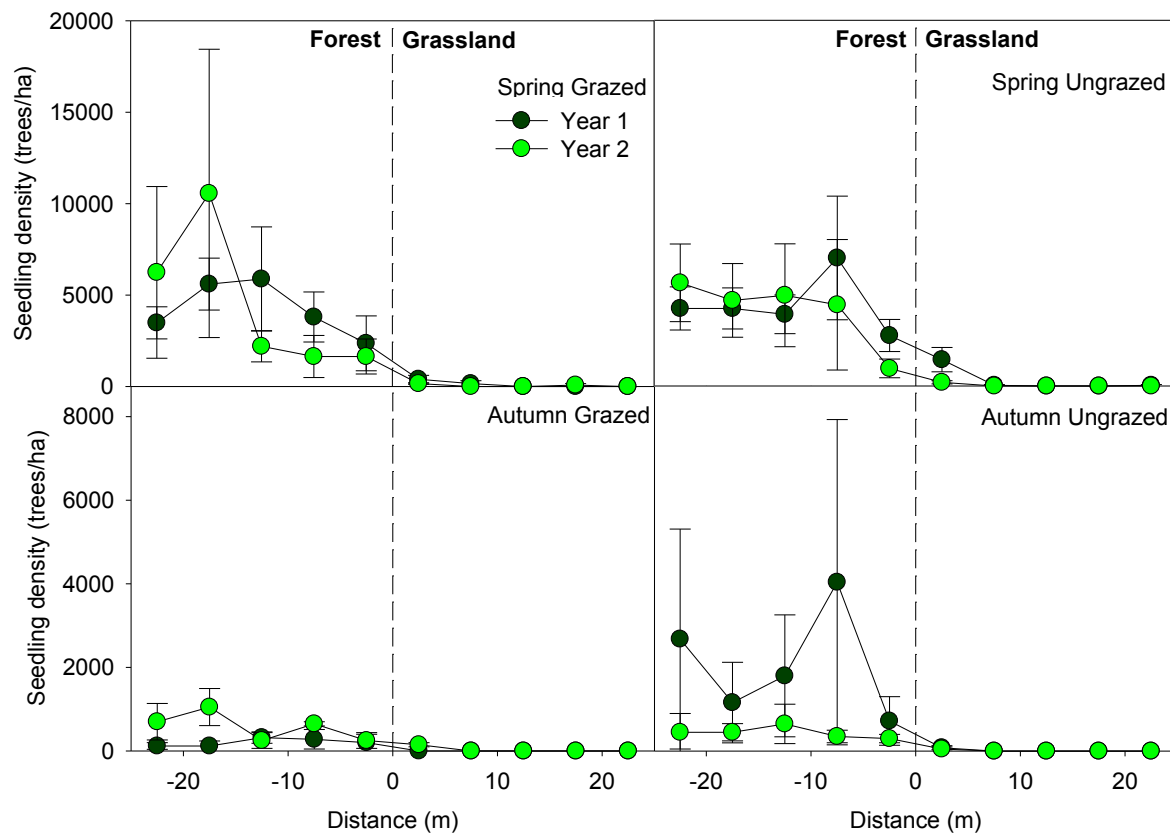 Forest Grassland
Spring Grazed
Year 1
Year 2
20000
15000
10000
5000
0
Seedling density (trees/ha)
Forest Grassland
Spring Ungrazed
Autumn Grazed
8000
6000
4000
2000
0
Seedling density (trees/ha)
-20 -10 0 10 20
Distance (m)
Autumn Ungrazed
-20 -10 0 10 20
Distance (m)